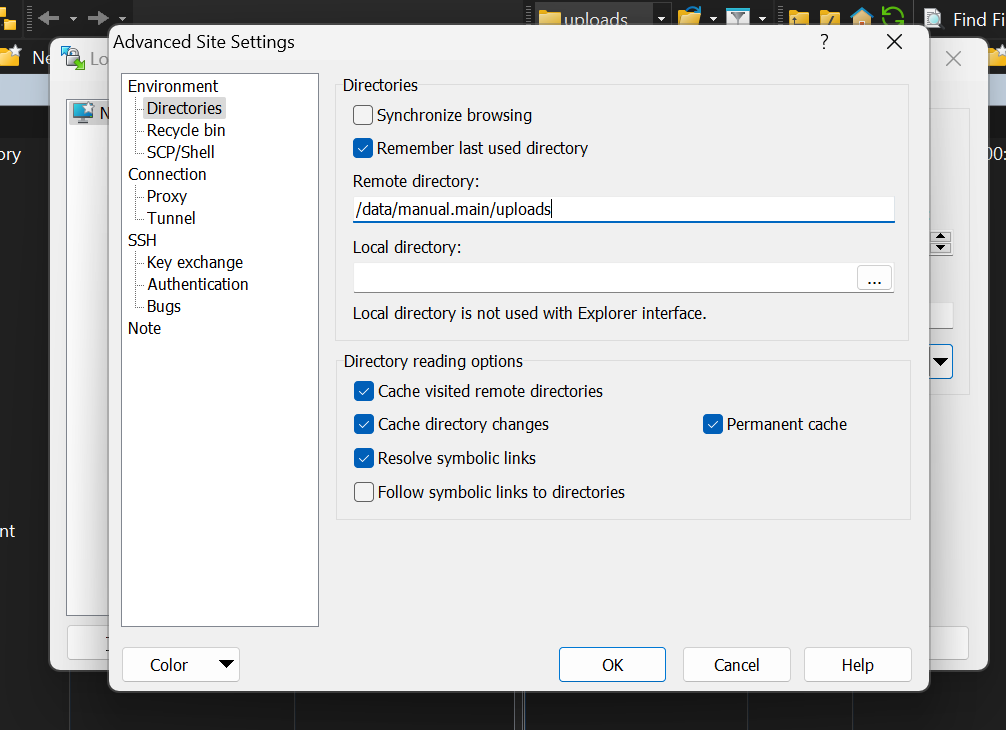 uploads
Find Fi
Advanced Site Settings
?
Ne
Lo
Environment
Directories
Recycle bin
SCP/Shell
Connection
Proxy
Tunnel
SSH
Key exchange
Authentication
Bugs
Note
Directories
Synchronize browsing
Remember last used directory
Remote directory:
/data/manual.main/uploads
Local directory:
...
Local directory is not used with Explorer interface.
Directory reading options
Cache visited remote directories
Cache directory changes
Permanent cache
Resolve symbolic links
Follow symbolic links to directories
Color
OK
Cancel
Help
N
ory
00:
nt